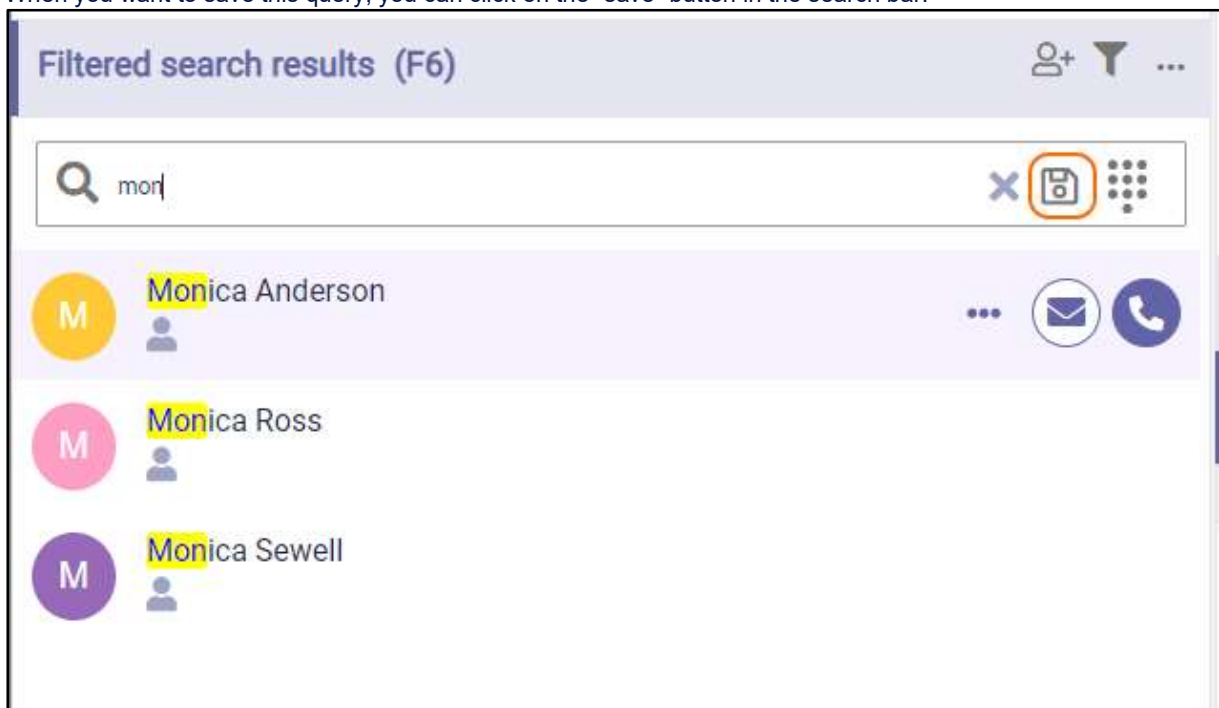 When you want to save this query, you can click on the "save" button in the search bar.
Filtered search results (F6)
mon
M
Monica Anderson
M
Monica Ross
M
Monica Sewell